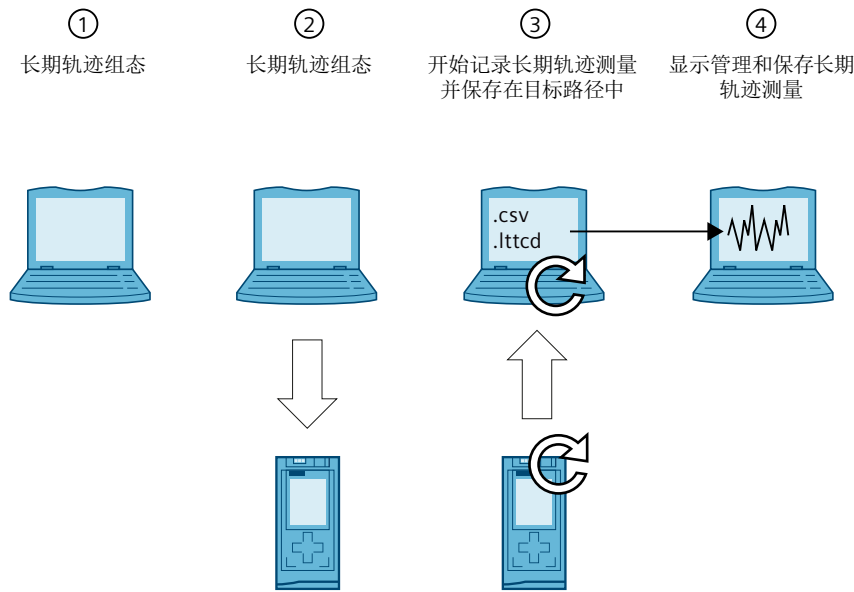 ①
长期轨迹组态
②
长期轨迹组态
③
开始记录长期轨迹测量
并保存在目标路径中
④
显示管理和保存长期
轨迹测量
.csv
.lttcd